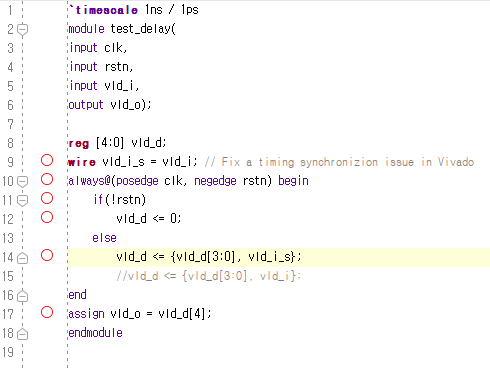 1 `timescale 1ns / 1ps
2 module test_delay(
3 input clk,
4 input rstn,
5 input vld_i,
6 output vld_o);
7
8 reg [4:0] vld_d;
9 wire vld_i_s = vld_i; // Fix a timing synchronizion issue in Vivado
10 always@(posedge clk, negedge rstn) begin
11 if(!rstn)
12 vld_d <= 0;
13 else
14 vld_d <= {vld_d[3:0], vld_i_s};
15 //vld_d <= {vld_d[3:0], vld_i};
16 end
17 assign vld_o = vld_d[4];
18 endmodule
19